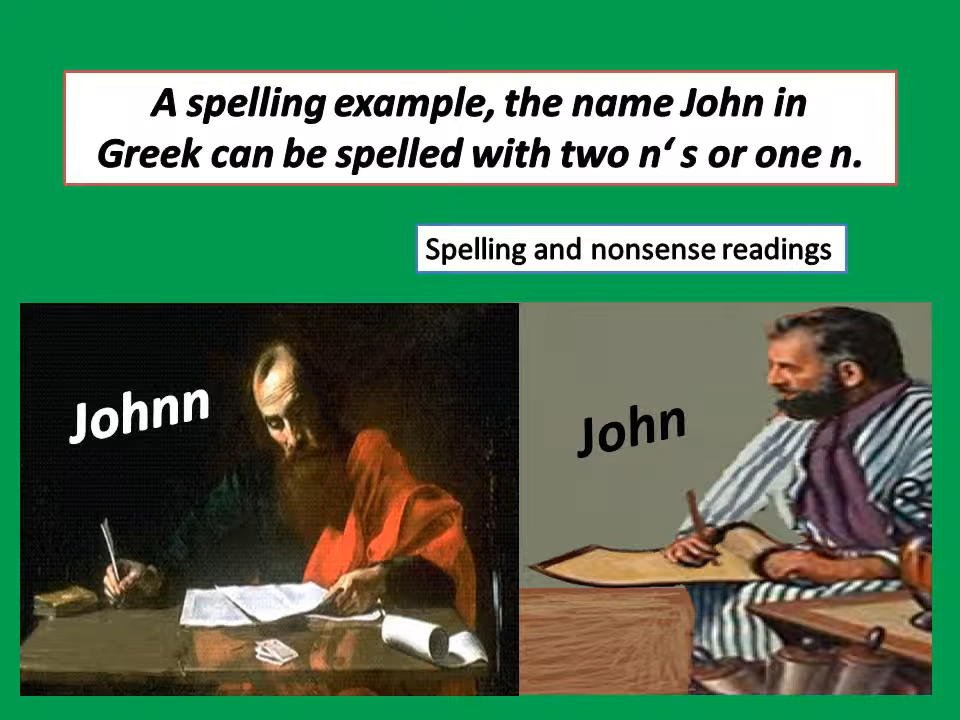 A spelling example, the name John in
Greek can be spelled with two n‘ s or one n.
Spelling and nonsense readings
Johnn
John